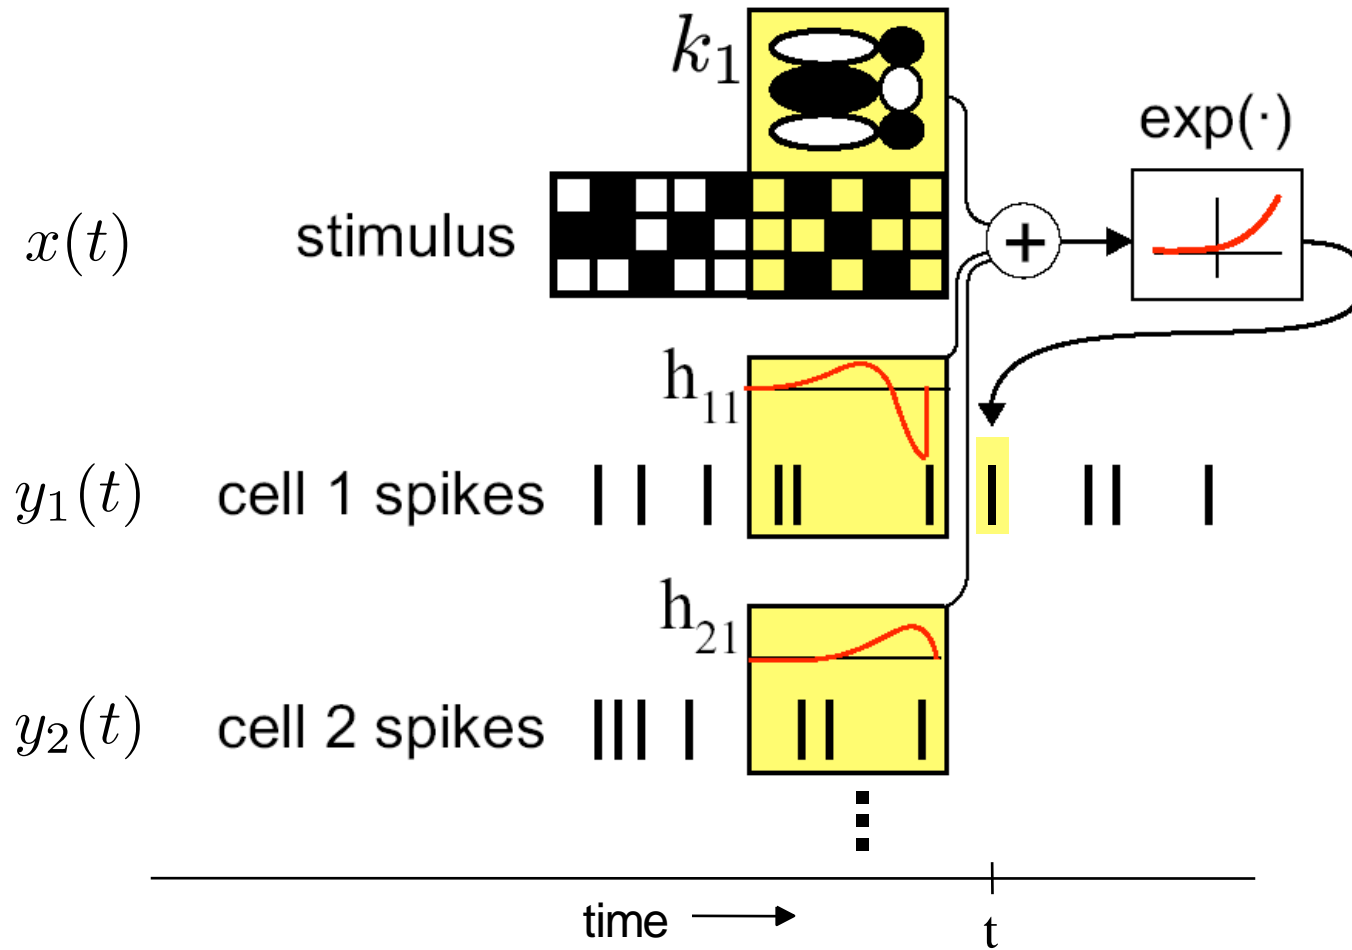 k₁
exp(·)
x(t) stimulus
+
h₁₁
y₁(t) cell 1 spikes
h₂₁
y₂(t) cell 2 spikes
time
t